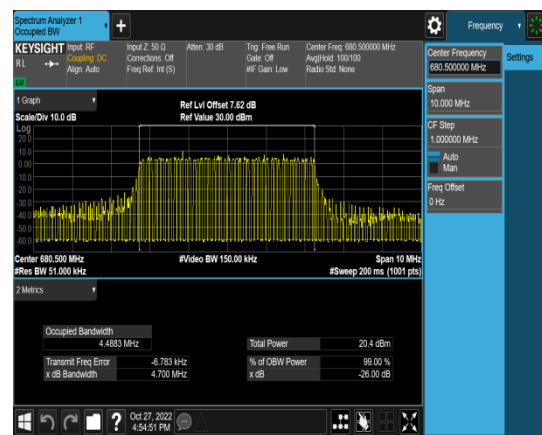 Spectrum Analyzer 1
Occupied BW
Frequency
KEYSIGHT
RL
Input: RF
Coupling: DC
Align: Auto
Input Z: 50 Ω
Corrections: Off
Freq Ref: Int (S)
Atten: 30 dB
Trig: Free Run
Gate: Off
#IF Gain: Low
Center Freq: 680.500000 MHz
Avg|Hold: 100/100
Radio Std: None
Center Frequency
680.500000 MHz
Settings
Span
10.000 MHz
CF Step
1.000000 MHz
Auto
Man
Freq Offset
0 Hz
1 Graph
Scale/Div 10.0 dB
Ref Lvl Offset 7.62 dB
Ref Value 30.00 dBm
Log
20.0
10.0
0.00
-10.0
-20.0
-30.0
-40.0
-50.0
-60.0
Center 680.500 MHz
#Video BW 150.00 kHz
Span 10 MHz
#Res BW 51.000 kHz
#Sweep 200 ms (1001 pts)
2 Metrics
Occupied Bandwidth
4.4883 MHz
Total Power
20.4 dBm
Transmit Freq Error
-6.783 kHz
% of OBW Power
99.00 %
x dB Bandwidth
4.700 MHz
x dB
-26.00 dB
?
Oct 27, 2022
4:54:51 PM